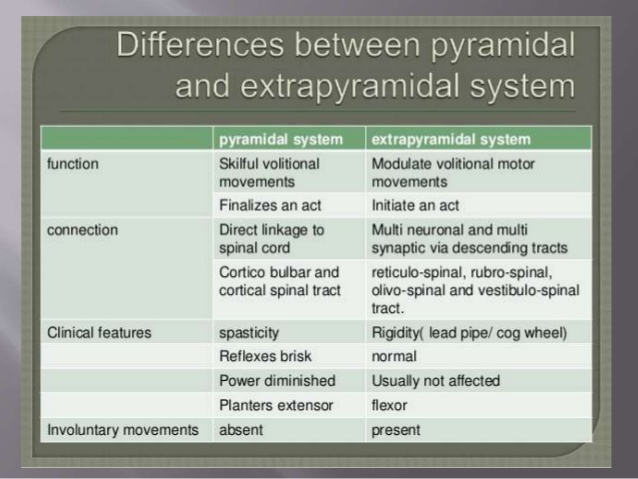 Differences between pyramidal
and extrapyramidal system
pyramidal system extrapyramidal system
function Skilful volitional Modulate volitional motor
movements movements
Finalizes an act Initiate an act
connection Direct linkage to Multi neuronal and multi
spinal cord synaptic via descending tracts
Cortico bulbar and reticulo-spinal, rubro-spinal,
cortical spinal tract olivo-spinal and vestibulo-spinal
tract.
Clinical features spasticity Rigidity( lead pipe/ cog wheel)
Reflexes brisk normal
Power diminished Usually not affected
Planters extensor flexor
Involuntary movements absent present